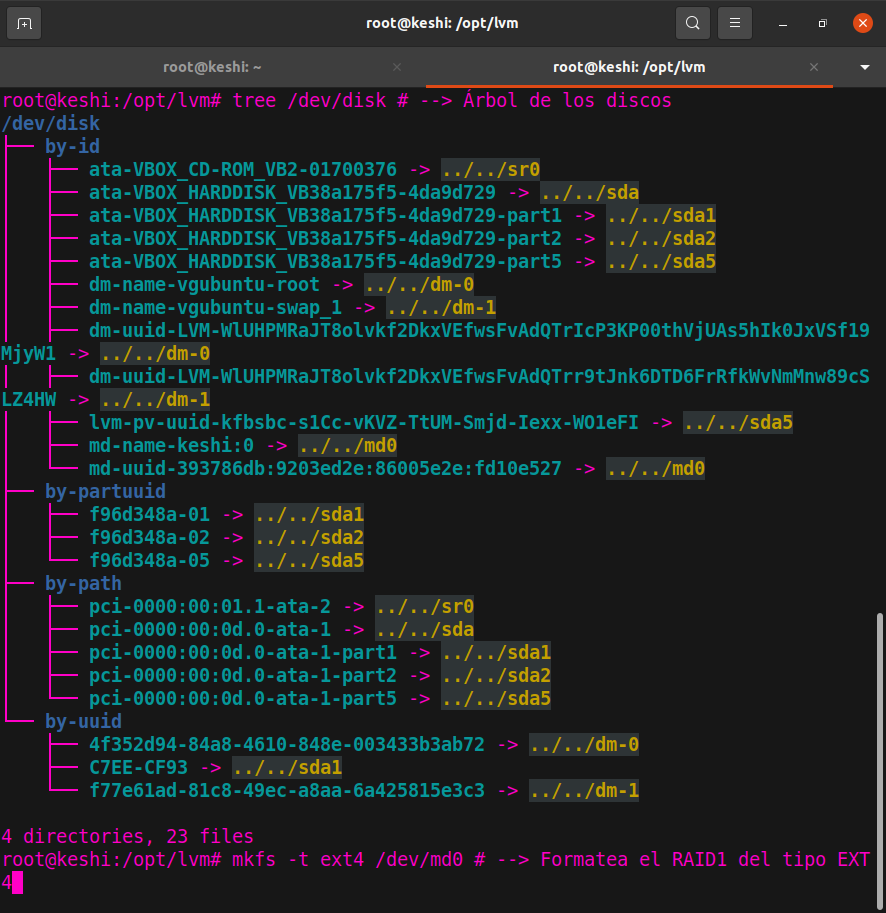 root@keshi: /opt/lvm
root@keshi: ~
root@keshi: /opt/lvm
root@keshi:/opt/lvm# tree /dev/disk # --> Árbol de los discos
/dev/disk
├── by-id
│   ├── ata-VBOX_CD-ROM_VB2-01700376 -> ../../sr0
│   ├── ata-VBOX_HARDDISK_VB38a175f5-4da9d729 -> ../../sda
│   ├── ata-VBOX_HARDDISK_VB38a175f5-4da9d729-part1 -> ../../sda1
│   ├── ata-VBOX_HARDDISK_VB38a175f5-4da9d729-part2 -> ../../sda2
│   ├── ata-VBOX_HARDDISK_VB38a175f5-4da9d729-part5 -> ../../sda5
│   ├── dm-name-vgubuntu-root -> ../../dm-0
│   ├── dm-name-vgubuntu-swap_1 -> ../../dm-1
│   ├── dm-uuid-LVM-WlUHPMRaJT8olvkf2DkxVEfwsFvAdQTrIcP3KP00thVjUAs5hIk0JxVSf19
MjyW1 -> ../../dm-0
│   ├── dm-uuid-LVM-WlUHPMRaJT8olvkf2DkxVEfwsFvAdQTrr9tJnk6DTD6FrRfkWvNmMnw89cS
LZ4HW -> ../../dm-1
│   ├── lvm-pv-uuid-kfbsbc-s1Cc-vKVZ-TtUM-Smjd-Iexx-WO1eFI -> ../../sda5
│   ├── md-name-keshi:0 -> ../../md0
│   └── md-uuid-393786db:9203ed2e:86005e2e:fd10e527 -> ../../md0
├── by-partuuid
│   ├── f96d348a-01 -> ../../sda1
│   ├── f96d348a-02 -> ../../sda2
│   └── f96d348a-05 -> ../../sda5
├── by-path
│   ├── pci-0000:00:01.1-ata-2 -> ../../sr0
│   ├── pci-0000:00:0d.0-ata-1 -> ../../sda
│   ├── pci-0000:00:0d.0-ata-1-part1 -> ../../sda1
│   ├── pci-0000:00:0d.0-ata-1-part2 -> ../../sda2
│   └── pci-0000:00:0d.0-ata-1-part5 -> ../../sda5
└── by-uuid
    ├── 4f352d94-84a8-4610-848e-003433b3ab72 -> ../../dm-0
    ├── C7EE-CF93 -> ../../sda1
    └── f77e61ad-81c8-49ec-a8aa-6a425815e3c3 -> ../../dm-1
4 directories, 23 files
root@keshi:/opt/lvm# mkfs -t ext4 /dev/md0 # --> Formatea el RAID1 del tipo EXT
4